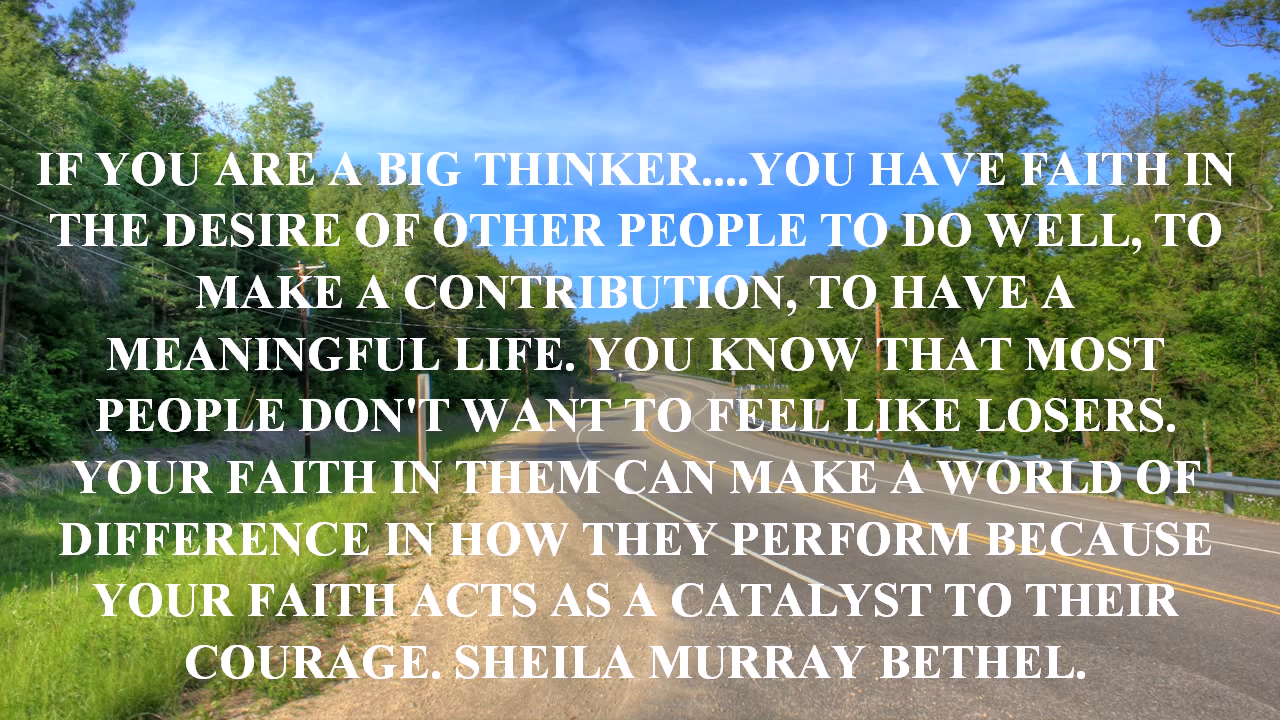 IF YOU ARE A BIG THINKER....YOU HAVE FAITH IN
THE DESIRE OF OTHER PEOPLE TO DO WELL, TO
MAKE A CONTRIBUTION, TO HAVE A
MEANINGFUL LIFE. YOU KNOW THAT MOST
PEOPLE DON'T WANT TO FEEL LIKE LOSERS.
YOUR FAITH IN THEM CAN MAKE A WORLD OF
DIFFERENCE IN HOW THEY PERFORM BECAUSE
YOUR FAITH ACTS AS A CATALYST TO THEIR
COURAGE. SHEILA MURRAY BETHEL.